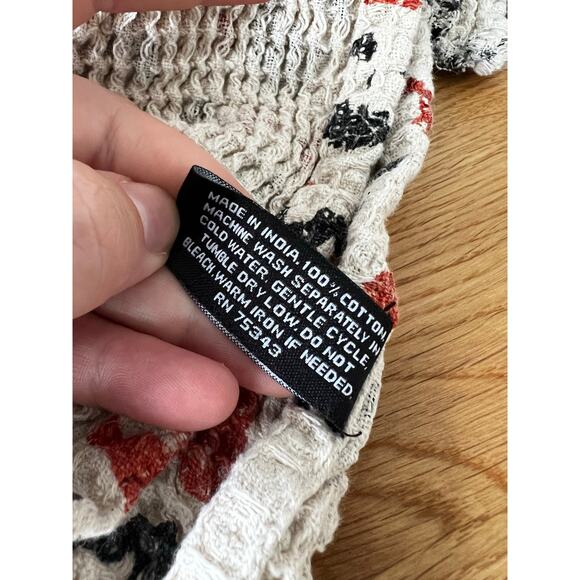 MADE IN INDIA, 100% COTTON
MACHINE WASH SEPARATELY IN
COLD WATER, GENTLE CYCLE
TUMBLE DRY LOW, DO NOT
BLEACH, WARM IRON IF NEEDED
RN 75343